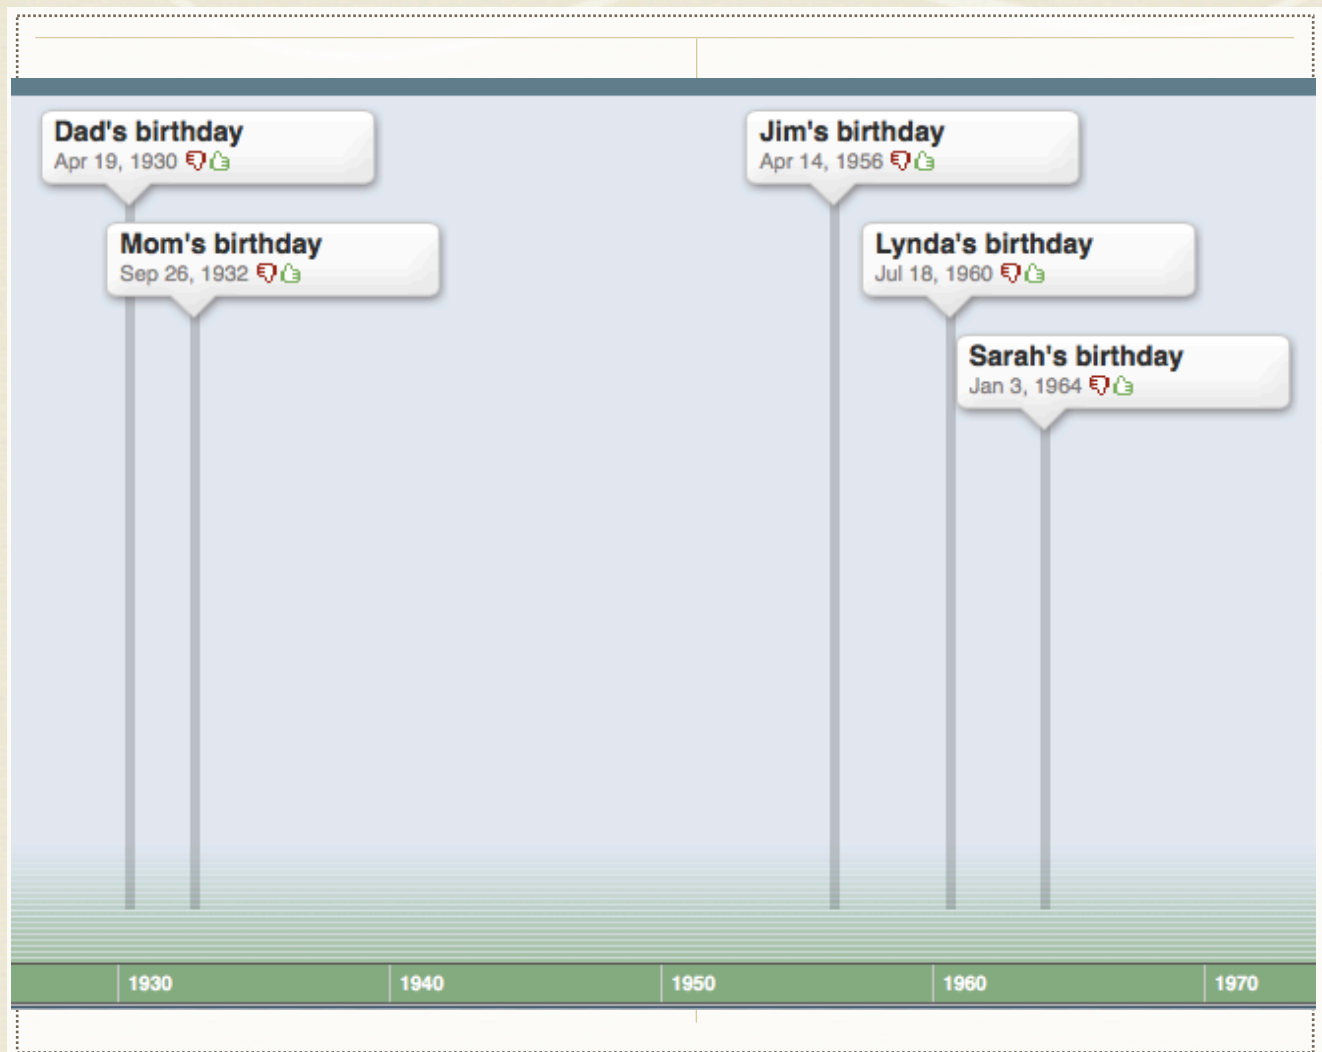 Dad's birthday
Apr 19, 1930
Jim's birthday
Apr 14, 1956
Mom's birthday
Sep 26, 1932
Lynda's birthday
Jul 18, 1960
Sarah's birthday
Jan 3, 1964
1930 1940 1950 1960 1970